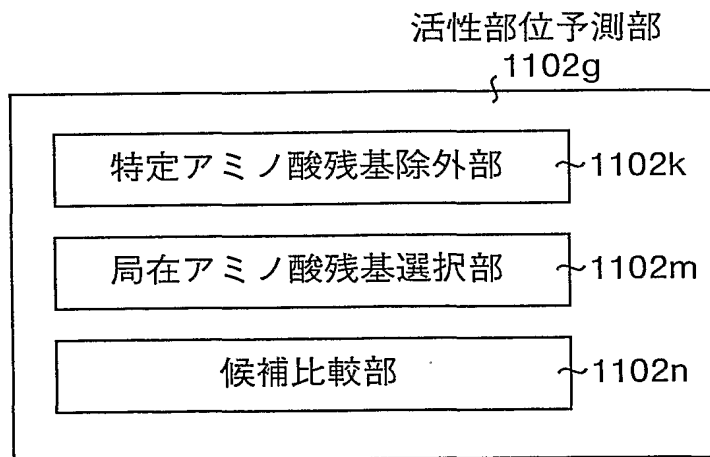 活性部位予測部
1102g
特定アミノ酸残基除外部 1102k
局在アミノ酸残基選択部 1102m
候補比較部 1102n